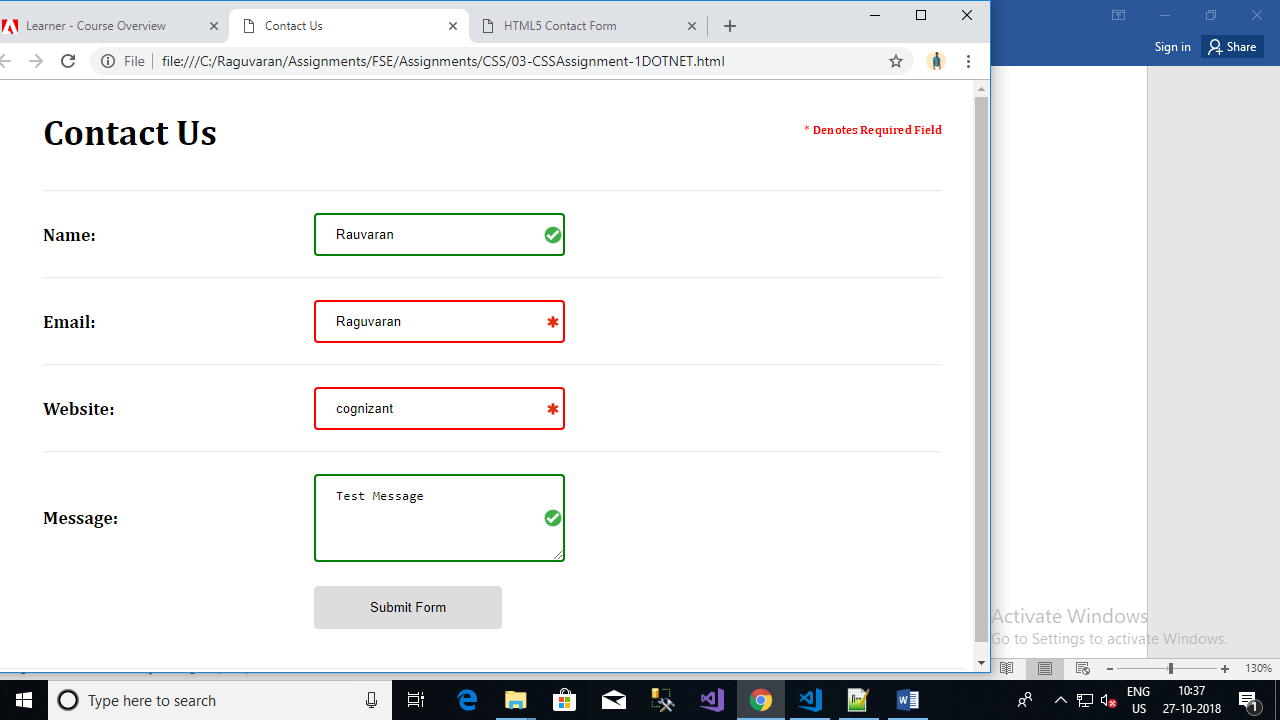 Learner - Course Overview
Contact Us
HTML5 Contact Form
File
file:///C:/Raguvaran/Assignments/FSE/Assignments/CSS/03-CSSAssignment-1DOTNET.html
Sign in
Share
Contact Us
* Denotes Required Field
Name:
Rauvaran
Email:
Raguvaran
Website:
cognizant
Message:
Test Message
Submit Form
Activate Windows
Go to Settings to activate Windows.
130%
Type here to search
ENG
US
10:37
27-10-2018
1